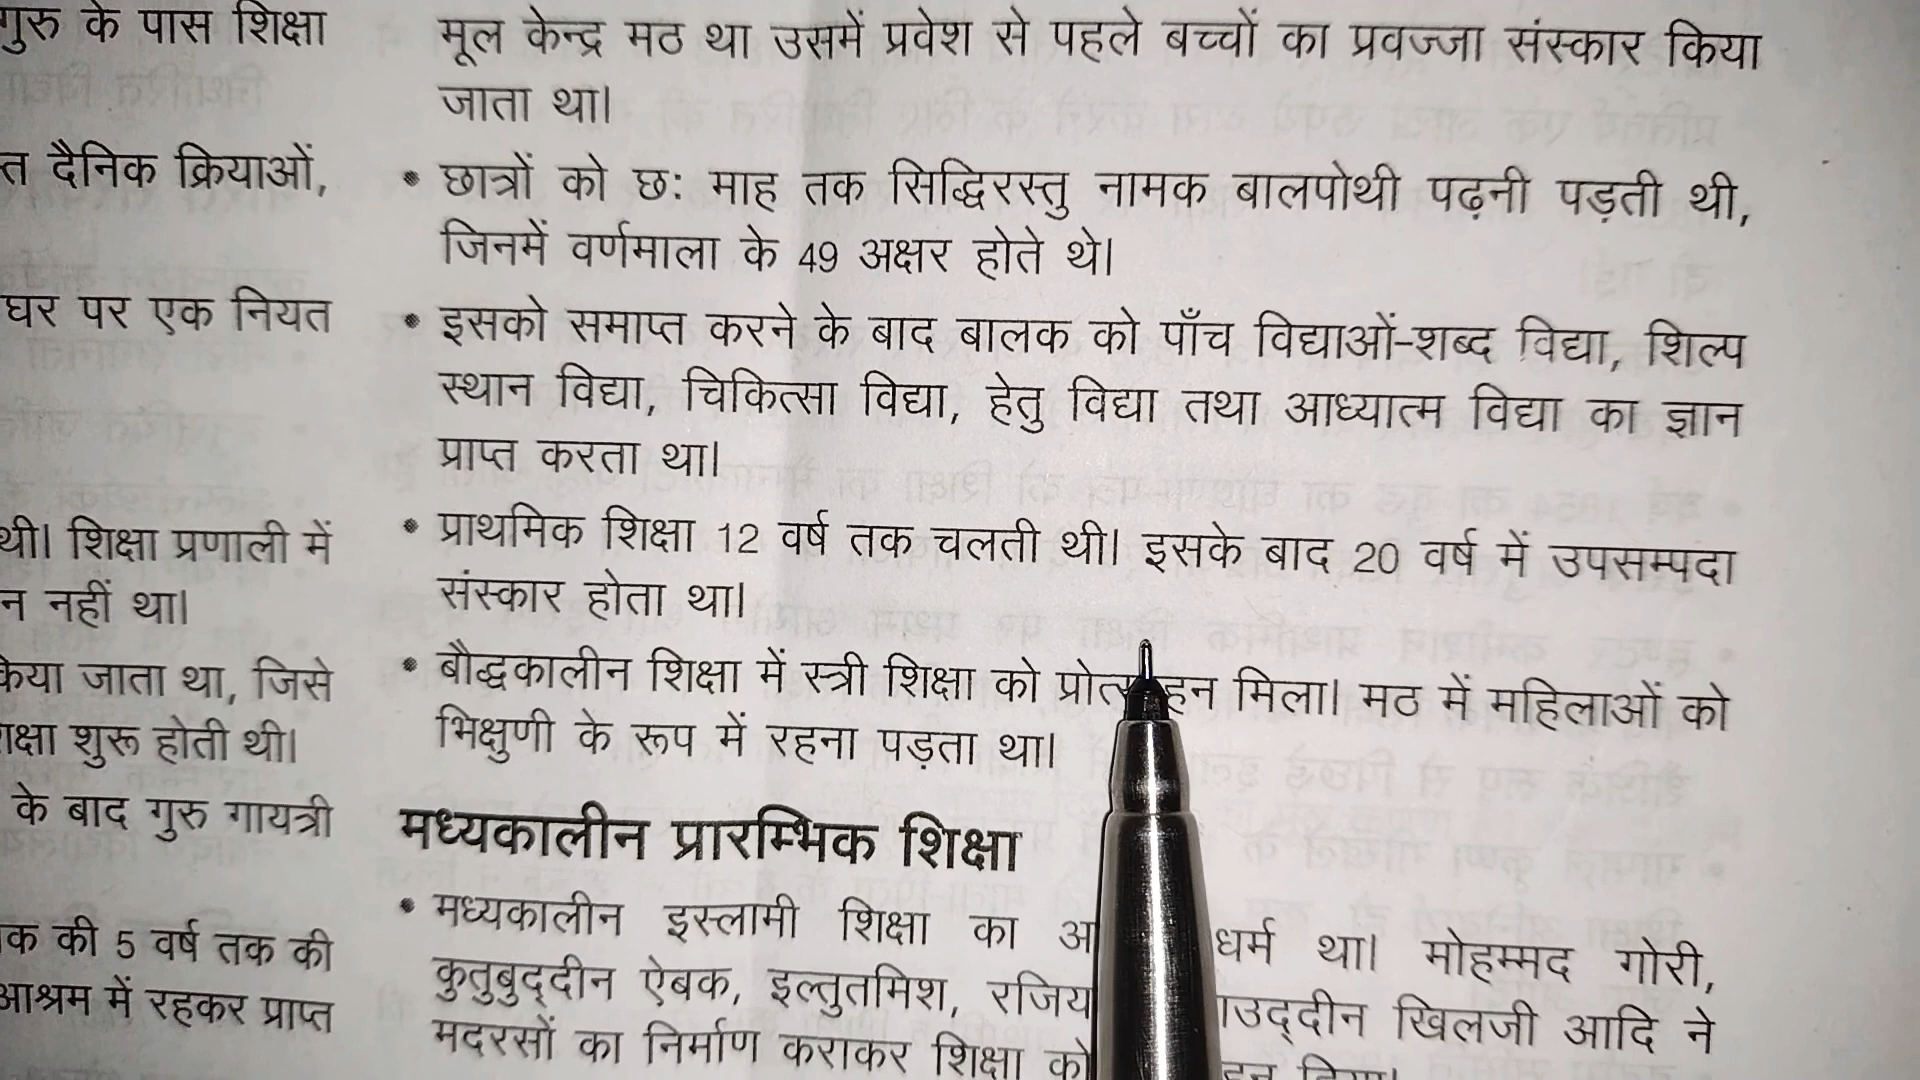 गुरु के पास शिक्षा
त दैनिक क्रियाओं,
घर पर एक नियत
थी। शिक्षा प्रणाली में
न नहीं था।
केया जाता था, जिसे
शुरू होती थी।
के बाद गुरु गायत्री
की 5 वर्ष तक की
आश्रम में रहकर प्राप्त
मूल केन्द्र मठ था उसमें प्रवेश से पहले बच्चों का प्रवज्जा संस्कार किया
जाता था।
• छात्रों को छः माह तक सिद्धिरस्तु नामक बालपोथी पढ़नी पड़ती थी,
जिनमें वर्णमाला के 49 अक्षर होते थे।
• इसको समाप्त करने के बाद बालक को पाँच विद्याओं-शब्द विद्या, शिल्प
स्थान विद्या, चिकित्सा विद्या, हेतु विद्या तथा आध्यात्म विद्या का ज्ञान
प्राप्त करता था।
• प्राथमिक शिक्षा 12 वर्ष तक चलती थी। इसके बाद 20 वर्ष में उपसम्पदा
संस्कार होता था।
• बौद्धकालीन शिक्षा में स्त्री शिक्षा को मिला। मठ में महिलाओं को
भिक्षुणी के रूप में रहना पड़ता था।
मध्यकालीन प्रारम्भिक शिक्षा
• मध्यकालीन इस्लामी शिक्षा का धर्म था। मोहम्मद गोरी,
कुतुबुद्दीन ऐबक, इल्तुतमिश, खिलजी आदि ने
मदरसों का निर्माण कराकर शिक्षा को